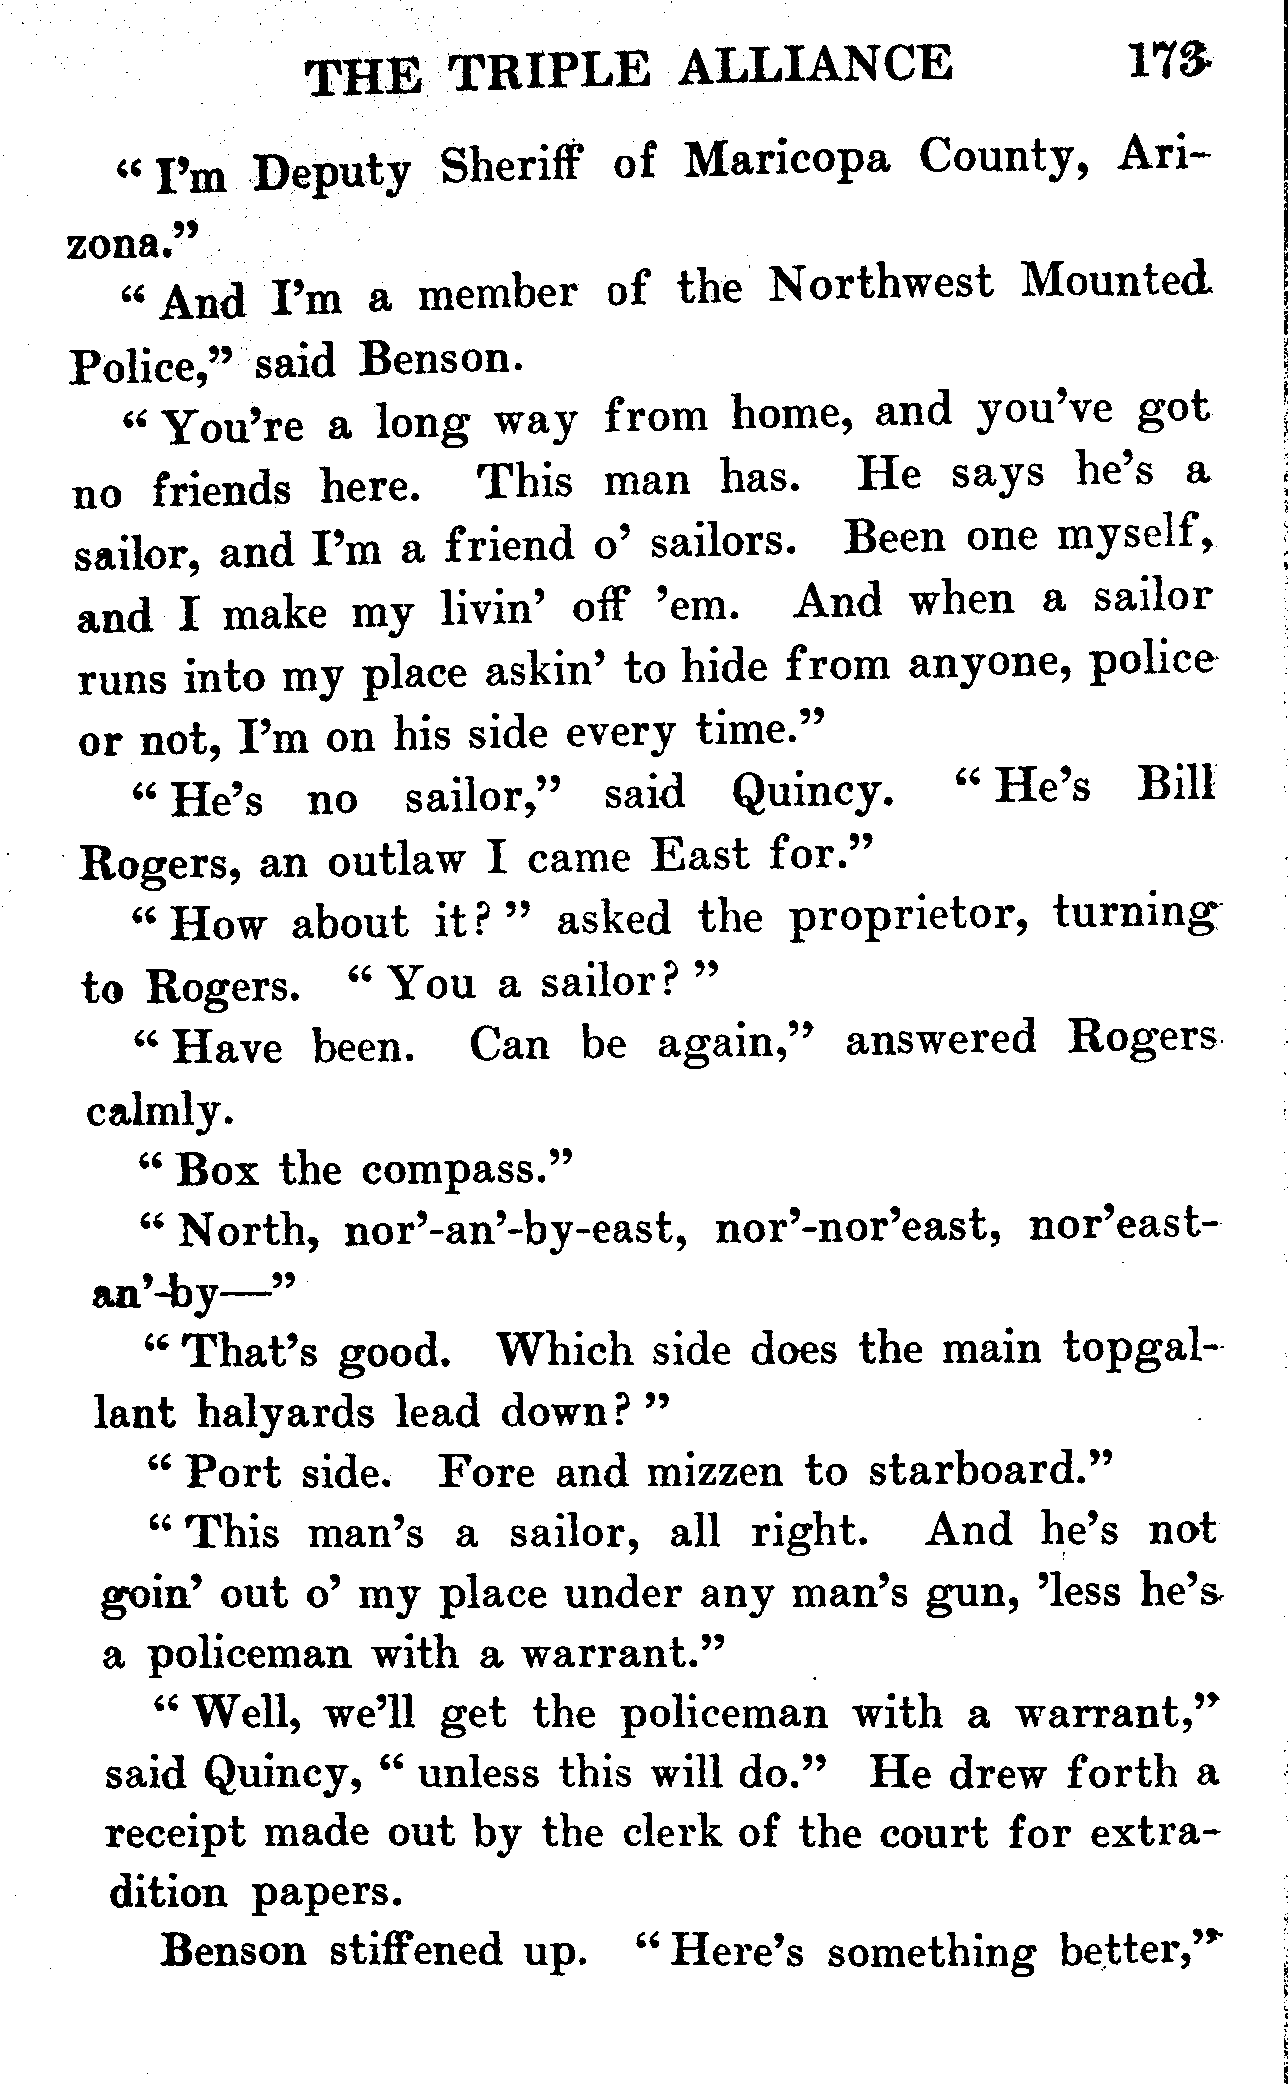 THE TRIPLE ALLIANCE 173
“ I’m Deputy Sheriff of Maricopa County, Ari-
zona.”
“ And I’m a member of the Northwest Mounted
Police,” said Benson.
“ You’re a long way from home, and you’ve got
no friends here. This man has. He says he’s a
sailor, and I’m a friend o’ sailors. Been one myself,
and I make my livin’ off ’em. And when a sailor
runs into my place askin’ to hide from anyone, police
or not, I’m on his side every time.”
“ He’s no sailor,” said Quincy. “ He’s Bill
Rogers, an outlaw I came East for.”
“ How about it? ” asked the proprietor, turning
to Rogers. “ You a sailor? ”
“ Have been. Can be again,” answered Rogers
calmly.
“ Box the compass.”
“ North, nor’-an’-by-east, nor’-nor’east, nor’east-
an’-by—”
“ That’s good. Which side does the main topgal-
lant halyards lead down? ”
“ Port side. Fore and mizzen to starboard.”
“ This man’s a sailor, all right. And he’s not
goin’ out o’ my place under any man’s gun, ’less he’s
a policeman with a warrant.”
“ Well, we’ll get the policeman with a warrant,”
said Quincy, “ unless this will do.” He drew forth a
receipt made out by the clerk of the court for extra-
dition papers.
Benson stiffened up. “ Here’s something better,”